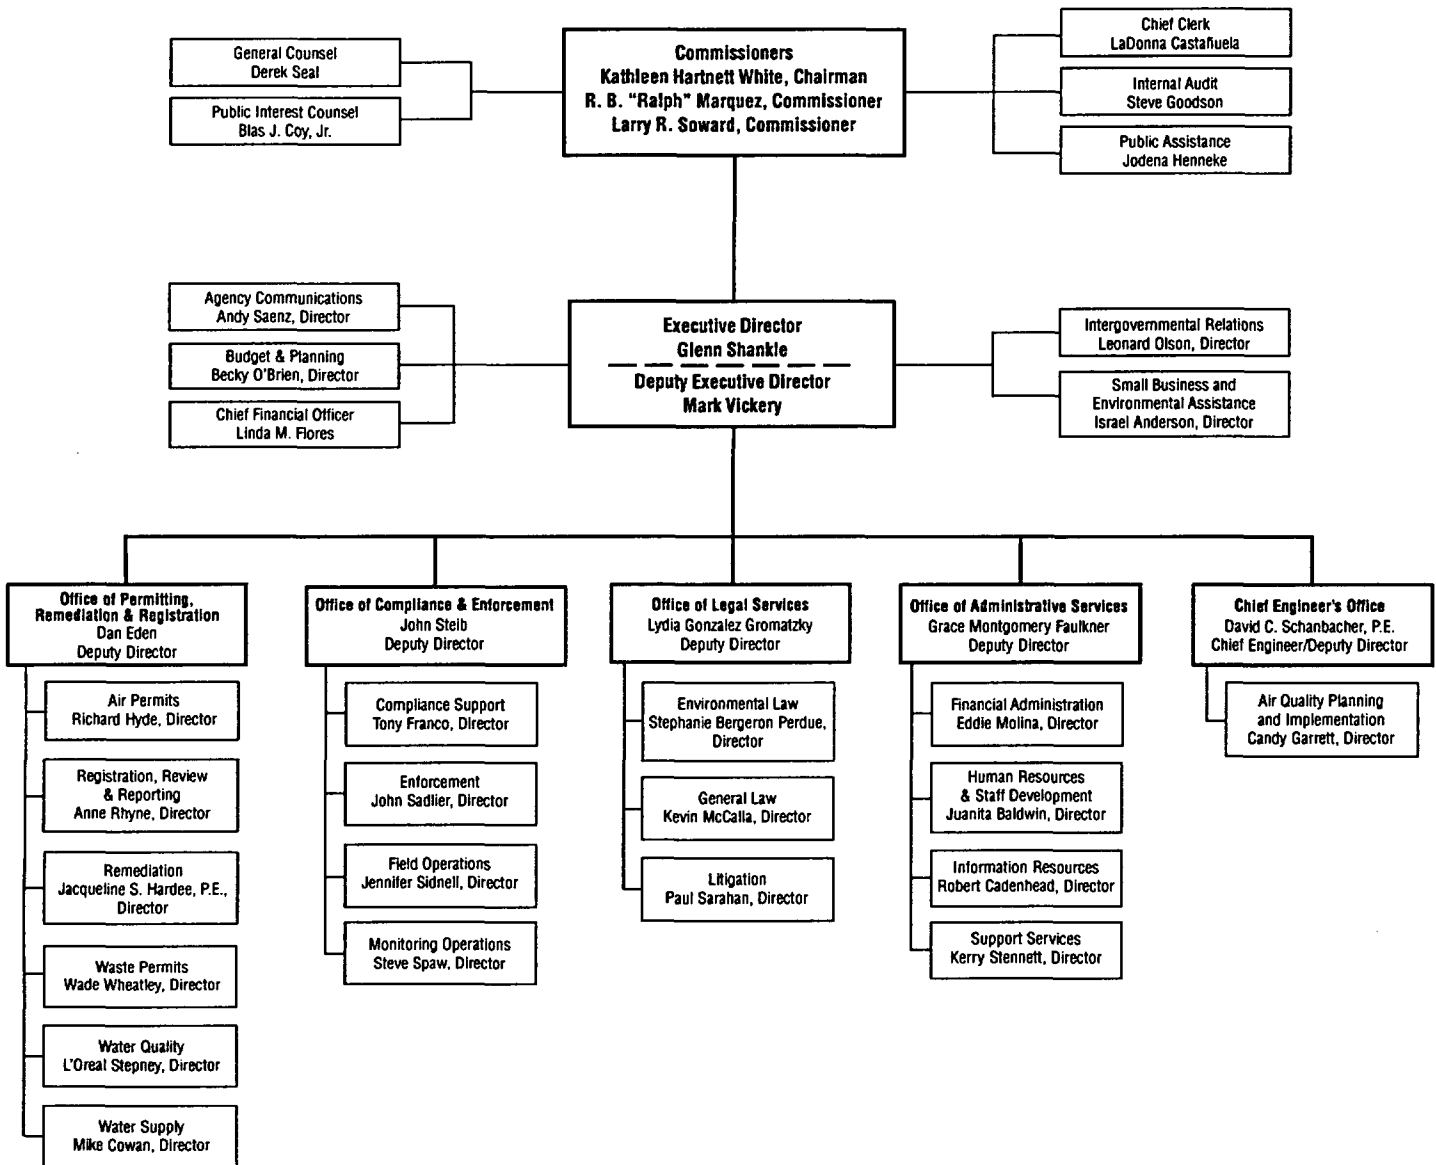 General Counsel
Derek Seal
Public Interest Counsel
Blas J. Coy, Jr.
Commissioners
Kathleen Hartnett White, Chairman
R. B. "Ralph" Marquez, Commissioner
Larry R. Soward, Commissioner
Chief Clerk
LaDonna Castañuela
Internal Audit
Steve Goodson
Public Assistance
Jodena Henneke
Agency Communications
Andy Saenz, Director
Budget & Planning
Becky O'Brien, Director
Chief Financial Officer
Linda M. Flores
Executive Director
Glenn Shankle
Deputy Executive Director
Mark Vickery
Intergovernmental Relations
Leonard Olson, Director
Small Business and
Environmental Assistance
Israel Anderson, Director
Office of Permitting,
Remediation & Registration
Dan Eden
Deputy Director
Air Permits
Richard Hyde, Director
Registration, Review
& Reporting
Anne Rhyne, Director
Remediation
Jacqueline S. Hardee, P.E.,
Director
Waste Permits
Wade Wheatley, Director
Water Quality
L'Oreal Stepney, Director
Water Supply
Mike Cowan, Director
Office of Compliance & Enforcement
John Steib
Deputy Director
Compliance Support
Tony Franco, Director
Enforcement
John Sadlier, Director
Field Operations
Jennifer Sidnell, Director
Monitoring Operations
Steve Spaw, Director
Office of Legal Services
Lydia Gonzalez Gromatzky
Deputy Director
Environmental Law
Stephanie Bergeron Perdue,
Director
General Law
Kevin McCalla, Director
Litigation
Paul Sarahan, Director
Office of Administrative Services
Grace Montgomery Faulkner
Deputy Director
Financial Administration
Eddie Molina, Director
Human Resources
& Staff Development
Juanita Baldwin, Director
Information Resources
Robert Cadenhead, Director
Support Services
Kerry Stennett, Director
Chief Engineer's Office
David C. Schanbacher, P.E.
Chief Engineer/Deputy Director
Air Quality Planning
and Implementation
Candy Garrett, Director